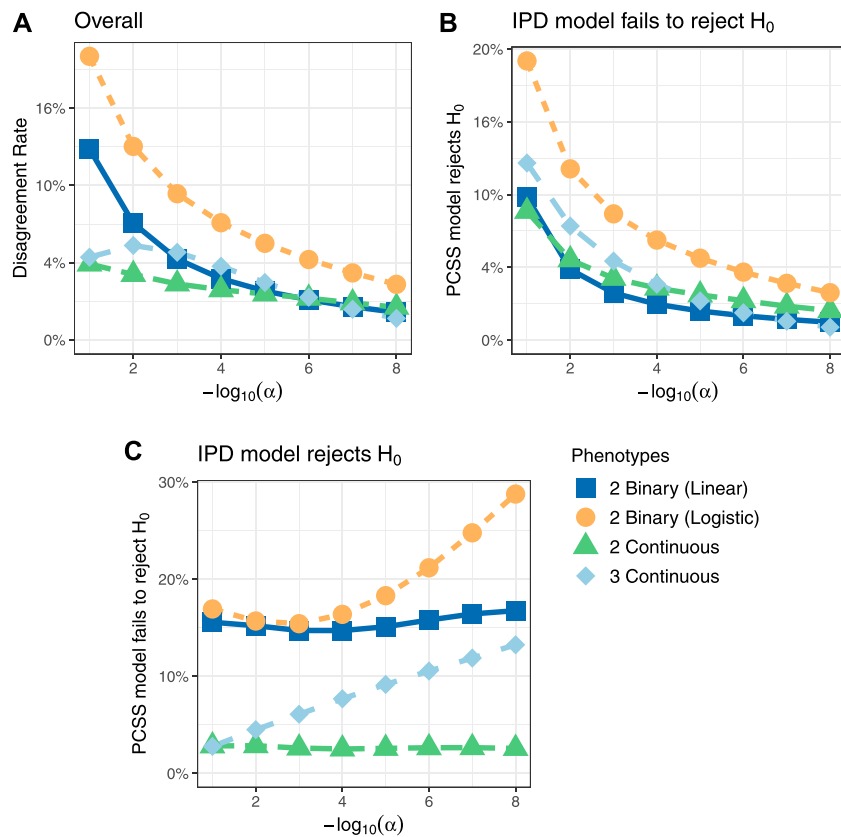 A
Overall
Disagreement Rate
16%
10%
4%
0%
2
4
6
8
−log₁₀(α)
B
IPD model fails to reject H₀
PCSS model rejects H₀
20%
16%
10%
4%
0%
2
4
6
8
−log₁₀(α)
C
IPD model rejects H₀
PCSS model fails to reject H₀
30%
20%
10%
0%
2
4
6
8
−log₁₀(α)
Phenotypes
2 Binary (Linear)
2 Binary (Logistic)
2 Continuous
3 Continuous